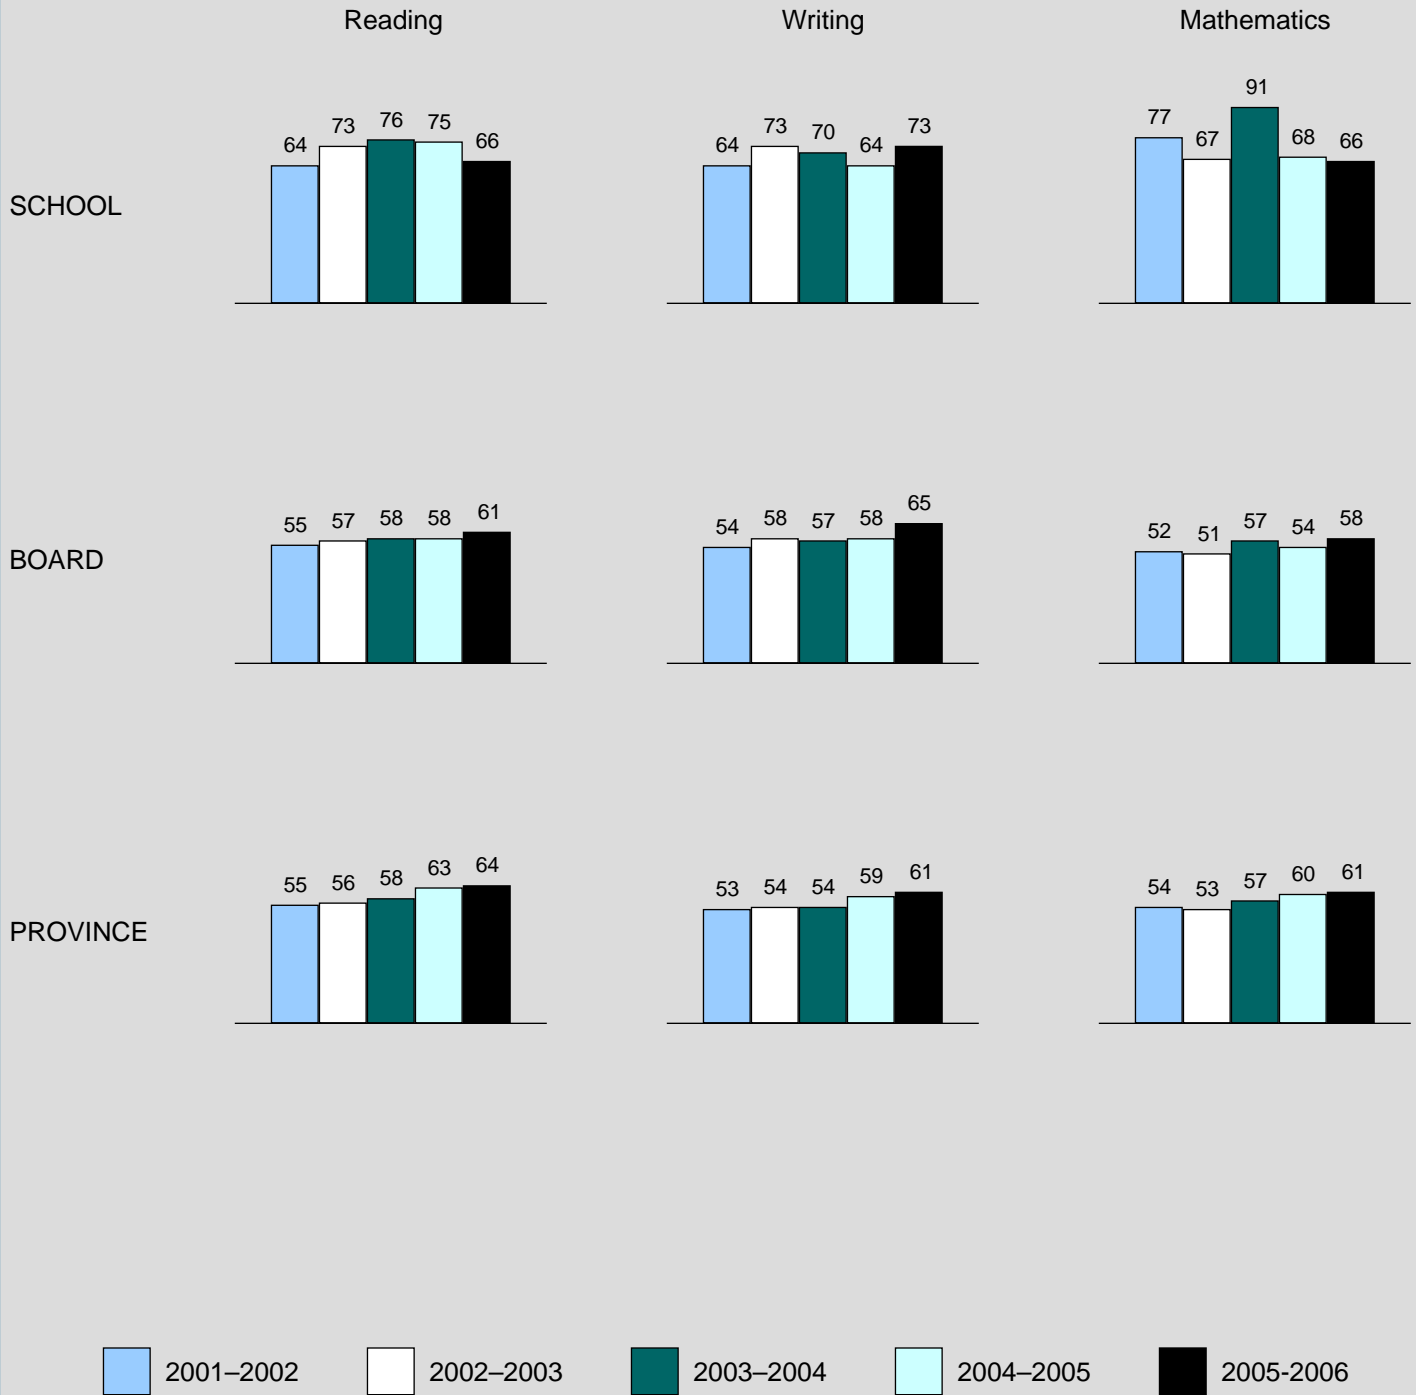 Reading Writing Mathematics
SCHOOL
64 73 76 75 66
64 73 70 64 73
77 67 91 68 66
BOARD
55 57 58 58 61
54 58 57 58 65
52 51 57 54 58
PROVINCE
55 56 58 63 64
53 54 54 59 61
54 53 57 60 61
2001–2002 2002–2003 2003–2004 2004–2005 2005-2006